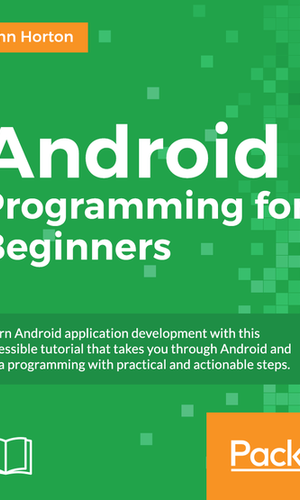 nn Horton
Android
Programming for
Beginners
rn Android application development with this
essible tutorial that takes you through Android and
a programming with practical and actionable steps.
Pack